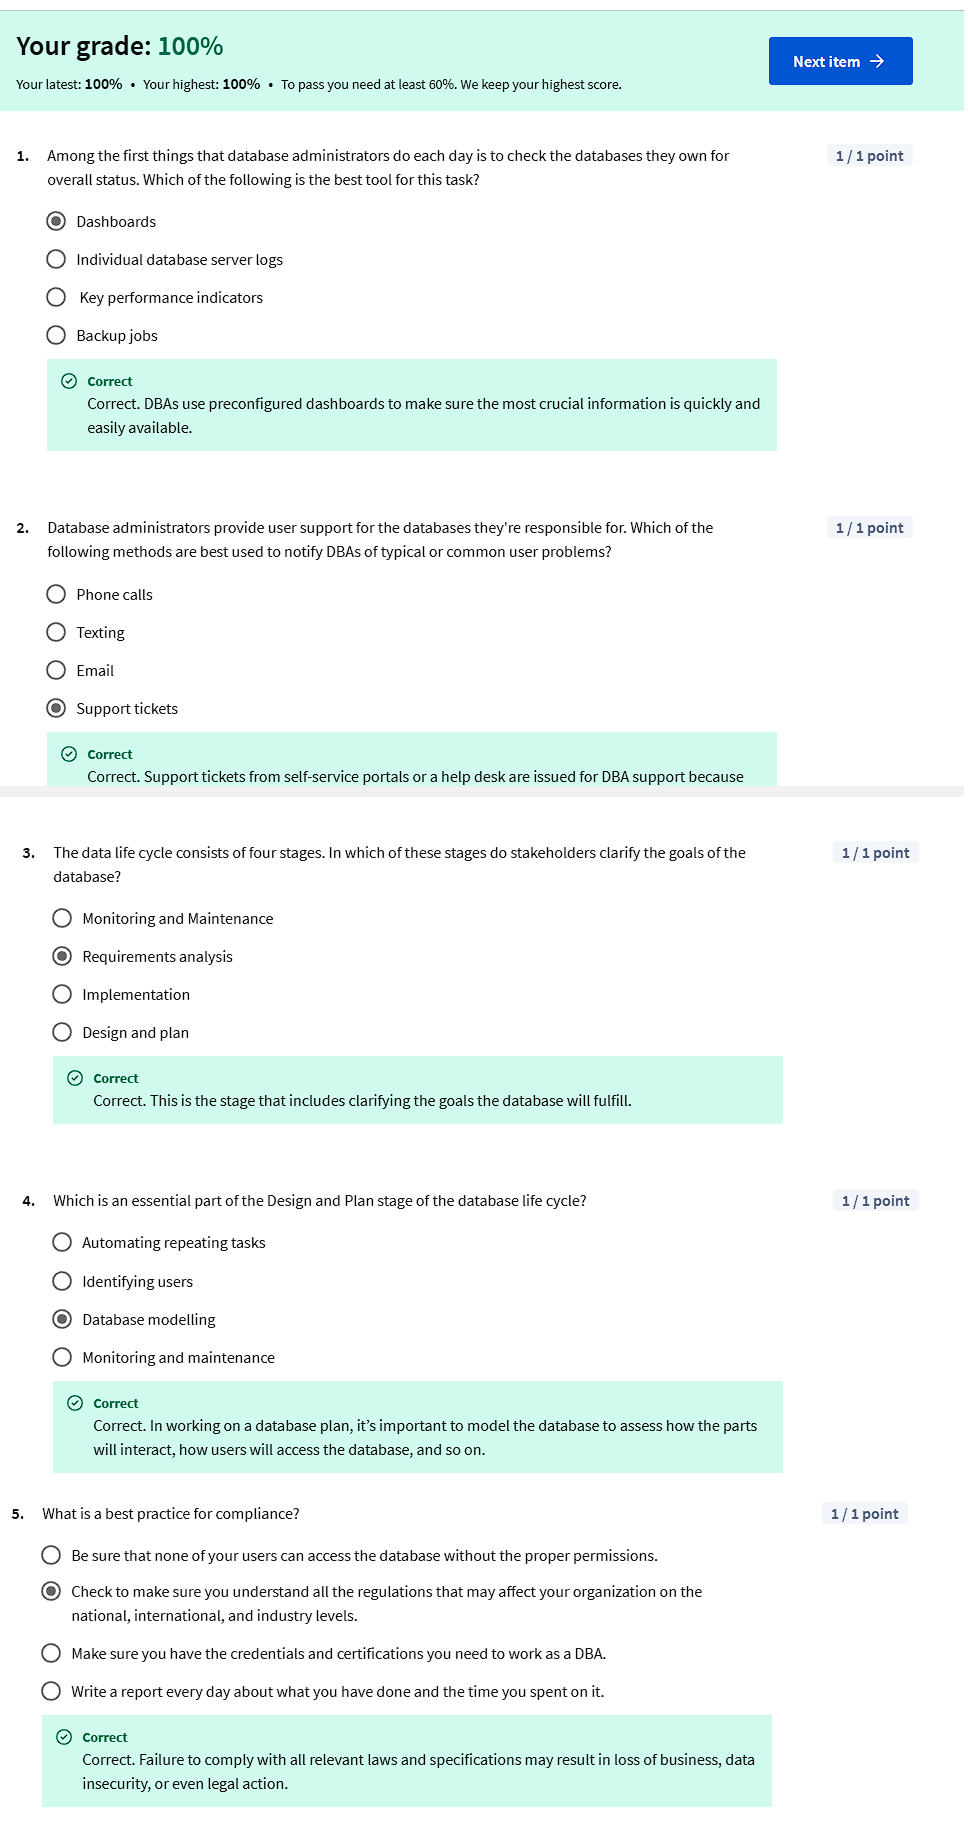 Your grade: 100%
Next item →
Your latest: 100% • Your highest: 100% • To pass you need at least 60%. We keep your highest score.
1. Among the first things that database administrators do each day is to check the databases they own for
1 / 1 point
overall status. Which of the following is the best tool for this task?
Dashboards
Individual database server logs
Key performance indicators
Backup jobs
Correct
Correct. DBAs use preconfigured dashboards to make sure the most crucial information is quickly and
easily available.
2. Database administrators provide user support for the databases they're responsible for. Which of the
1 / 1 point
following methods are best used to notify DBAs of typical or common user problems?
Phone calls
Texting
Email
Support tickets
Correct
Correct. Support tickets from self-service portals or a help desk are issued for DBA support because
3. The data life cycle consists of four stages. In which of these stages do stakeholders clarify the goals of the
1 / 1 point
database?
Monitoring and Maintenance
Requirements analysis
Implementation
Design and plan
Correct
Correct. This is the stage that includes clarifying the goals the database will fulfill.
4. Which is an essential part of the Design and Plan stage of the database life cycle?
1 / 1 point
Automating repeating tasks
Identifying users
Database modelling
Monitoring and maintenance
Correct
Correct. In working on a database plan, it’s important to model the database to assess how the parts
will interact, how users will access the database, and so on.
5. What is a best practice for compliance?
1 / 1 point
Be sure that none of your users can access the database without the proper permissions.
Check to make sure you understand all the regulations that may affect your organization on the
national, international, and industry levels.
Make sure you have the credentials and certifications you need to work as a DBA.
Write a report every day about what you have done and the time you spent on it.
Correct
Correct. Failure to comply with all relevant laws and specifications may result in loss of business, data
insecurity, or even legal action.